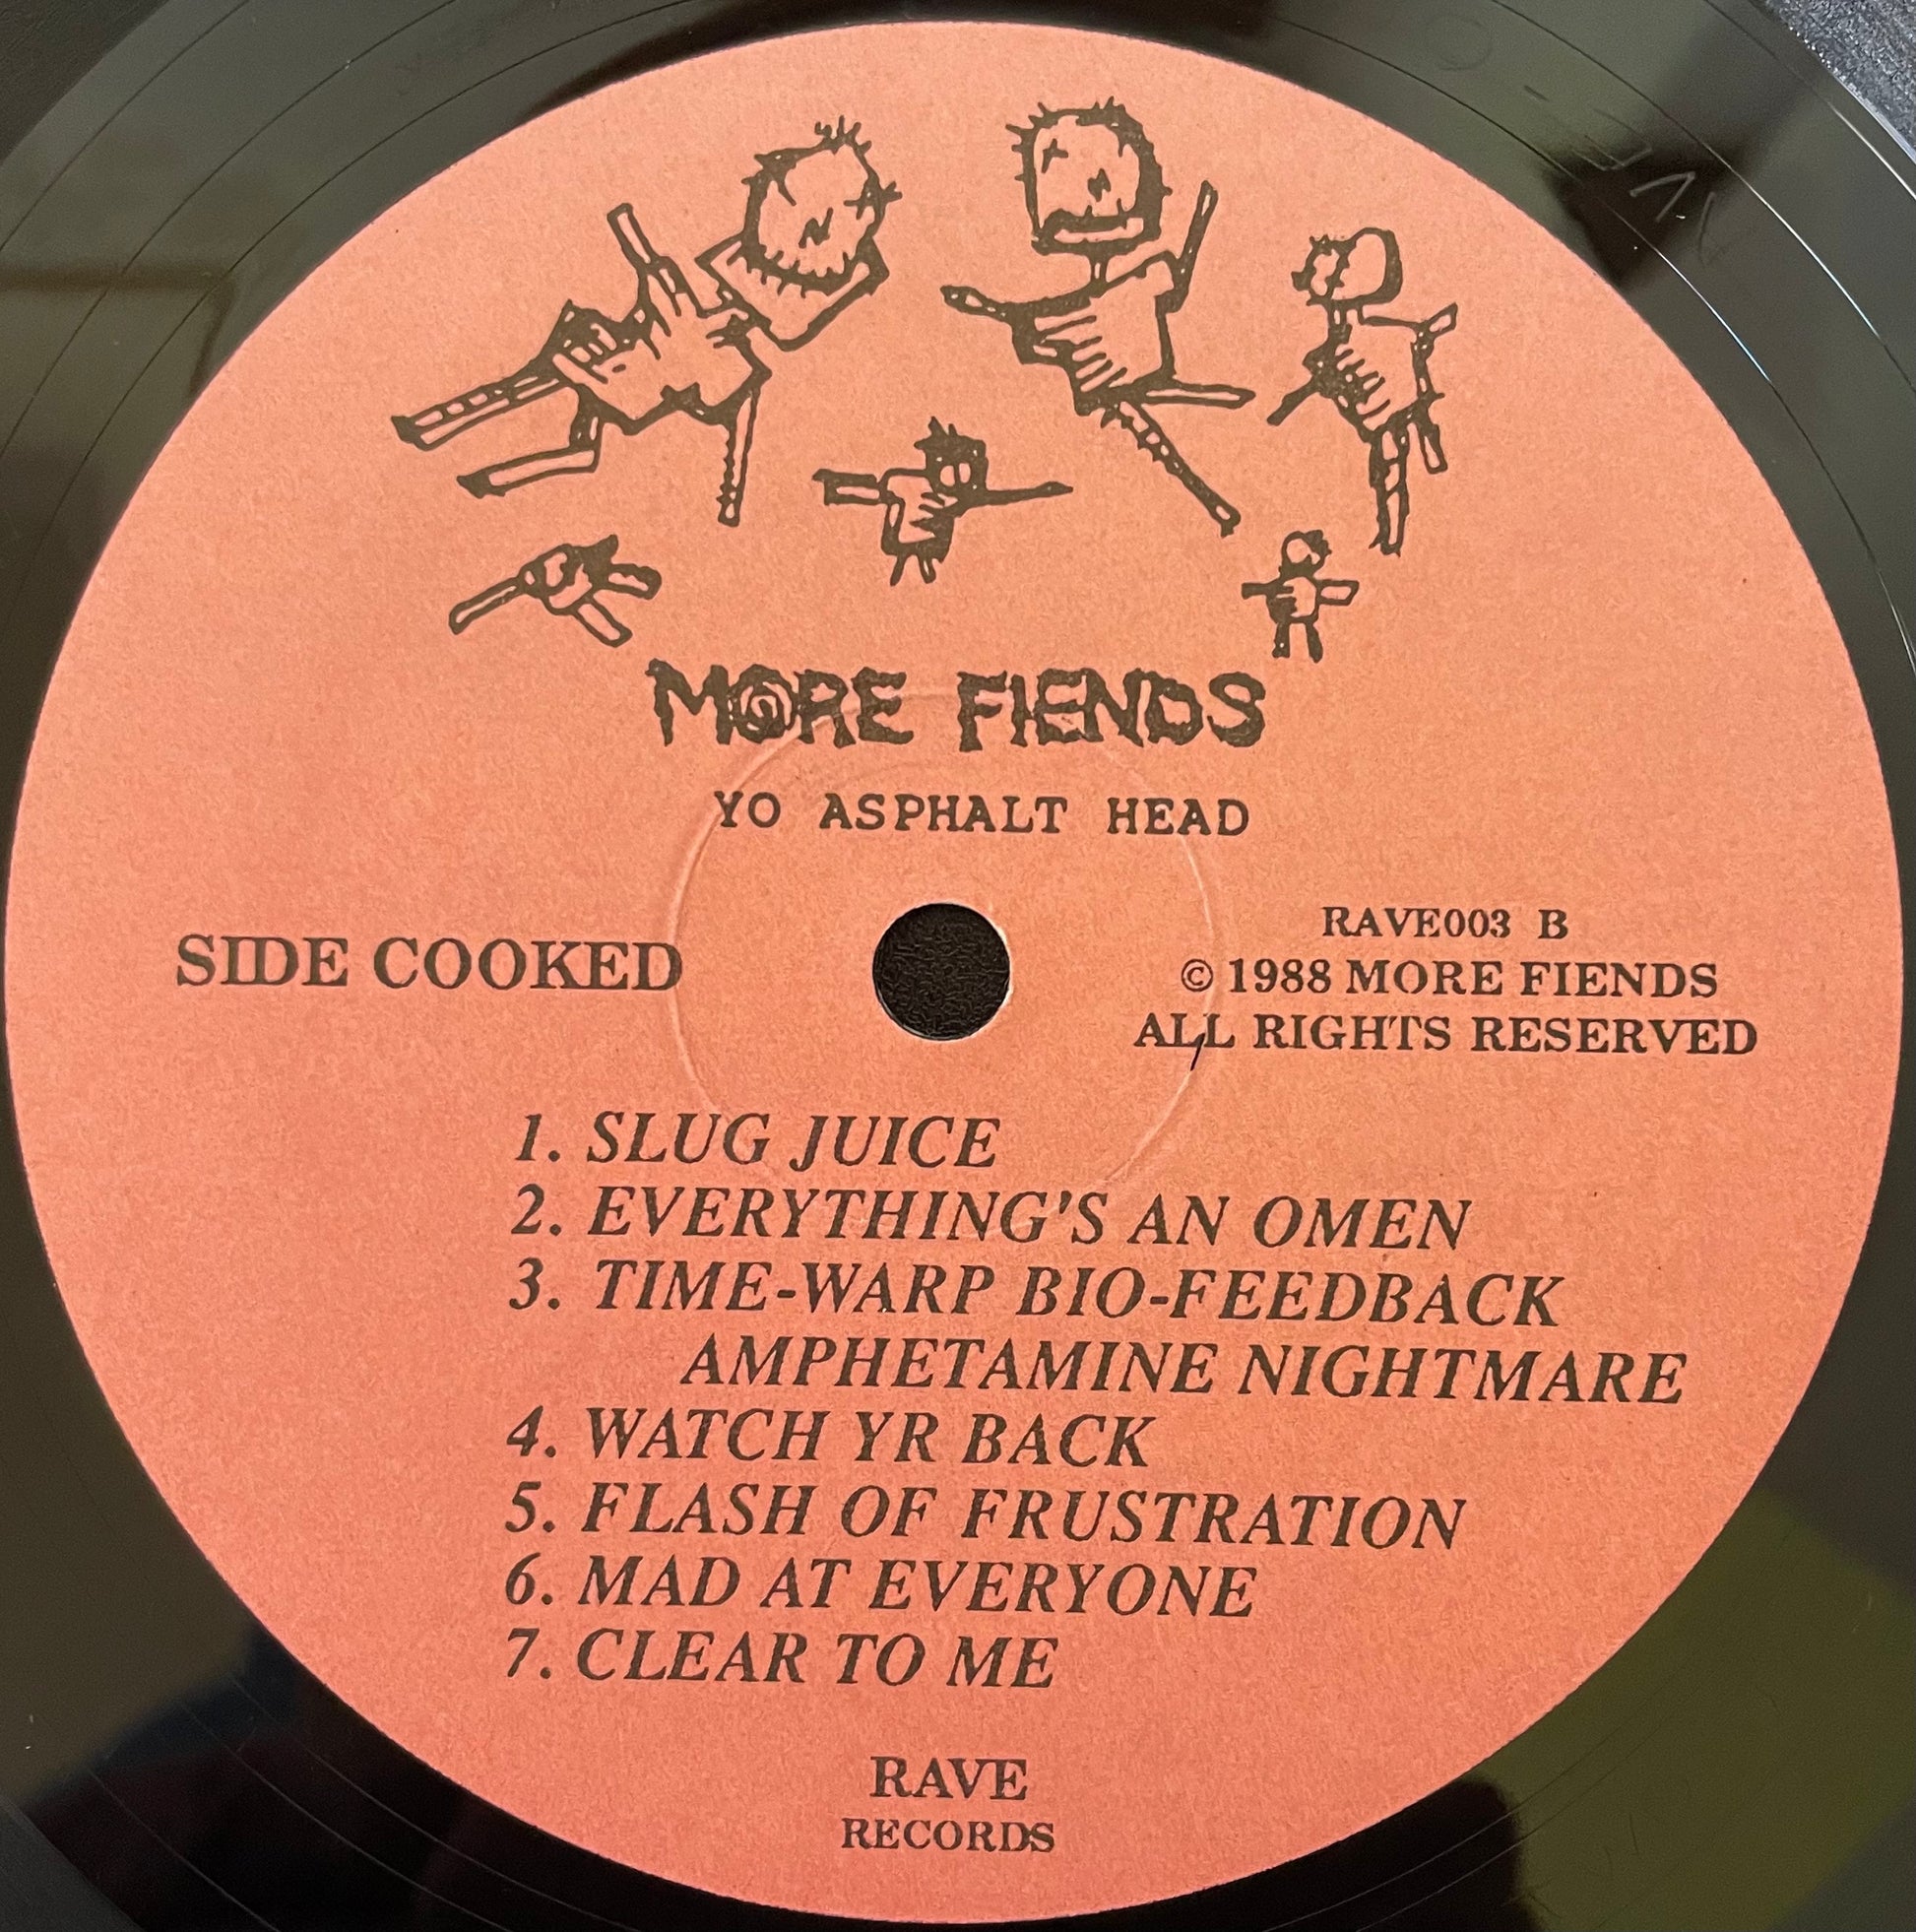 MORE FIENDS
YO ASPHALT HEAD
SIDE COOKED
RAVE003 B
© 1988 MORE FIENDS
ALL RIGHTS RESERVED
1. SLUG JUICE
2. EVERYTHING'S AN OMEN
3. TIME-WARP BIO-FEEDBACK
AMPHETAMINE NIGHTMARE
4. WATCH YR BACK
5. FLASH OF FRUSTRATION
6. MAD AT EVERYONE
7. CLEAR TO ME
RAVE
RECORDS